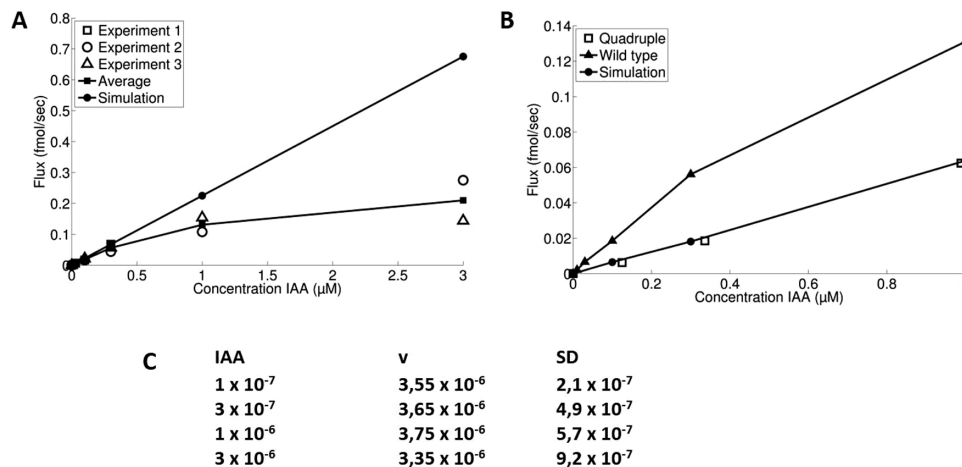 A
Flux (fmol/sec)
0.8
0.7
0.6
0.5
0.4
0.3
0.2
0.1
0
Experiment 1
Experiment 2
Experiment 3
Average
Simulation
0 0.5 1.0 1.5 2.0 2.5 3
Concentration IAA (μM)
B
Flux (fmol/sec)
0.14
0.12
0.10
0.08
0.06
0.04
0.02
0
Quadruple
Wild type
Simulation
0 0.2 0.4 0.6 0.8
Concentration IAA (μM)
C IAA v SD
1 x 10⁻⁷ 3,55 x 10⁻⁶ 2,1 x 10⁻⁷
3 x 10⁻⁷ 3,65 x 10⁻⁶ 4,9 x 10⁻⁷
1 x 10⁻⁶ 3,75 x 10⁻⁶ 5,7 x 10⁻⁷
3 x 10⁻⁶ 3,35 x 10⁻⁶ 9,2 x 10⁻⁷